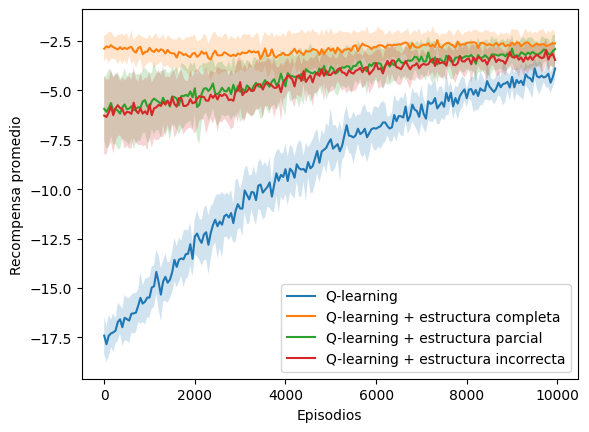 Recompensa promedio
−2.5
−5.0
−7.5
−10.0
−12.5
−15.0
−17.5
0
2000
4000
6000
8000
10000
Episodios
Q-learning
Q-learning + estructura completa
Q-learning + estructura parcial
Q-learning + estructura incorrecta